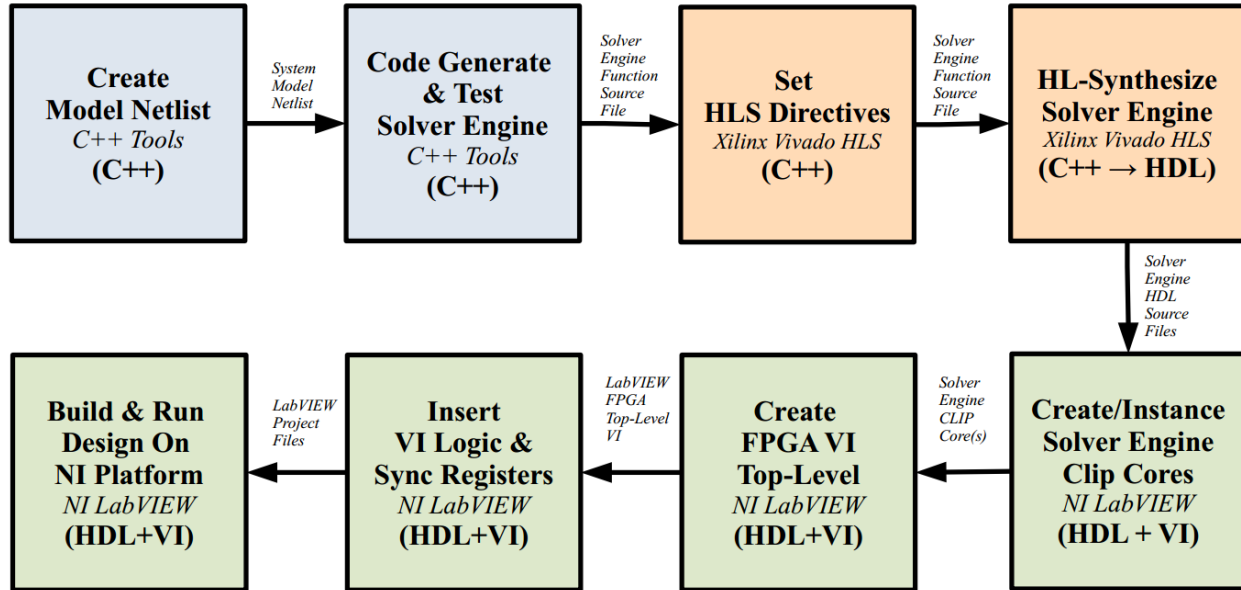 Create
Model Netlist
C++ Tools
(C++)
System
Model
Netlist
Code Generate
& Test
Solver Engine
C++ Tools
(C++)
Solver
Engine
Function
Source
File
Set
HLS Directives
Xilinx Vivado HLS
(C++)
Solver
Engine
Function
Source
File
HL-Synthesize
Solver Engine
Xilinx Vivado HLS
(C++ → HDL)
Solver
Engine
HDL
Source
Files
Create/Instance
Solver Engine
Clip Cores
NI LabVIEW
(HDL + VI)
Solver
Engine
CLIP
Core(s)
Create
FPGA VI
Top-Level
NI LabVIEW
(HDL+VI)
LabVIEW
FPGA
Top-Level
VI
Insert
VI Logic &
Sync Registers
NI LabVIEW
(HDL+VI)
LabVIEW
Project
Files
Build & Run
Design On
NI Platform
NI LabVIEW
(HDL+VI)